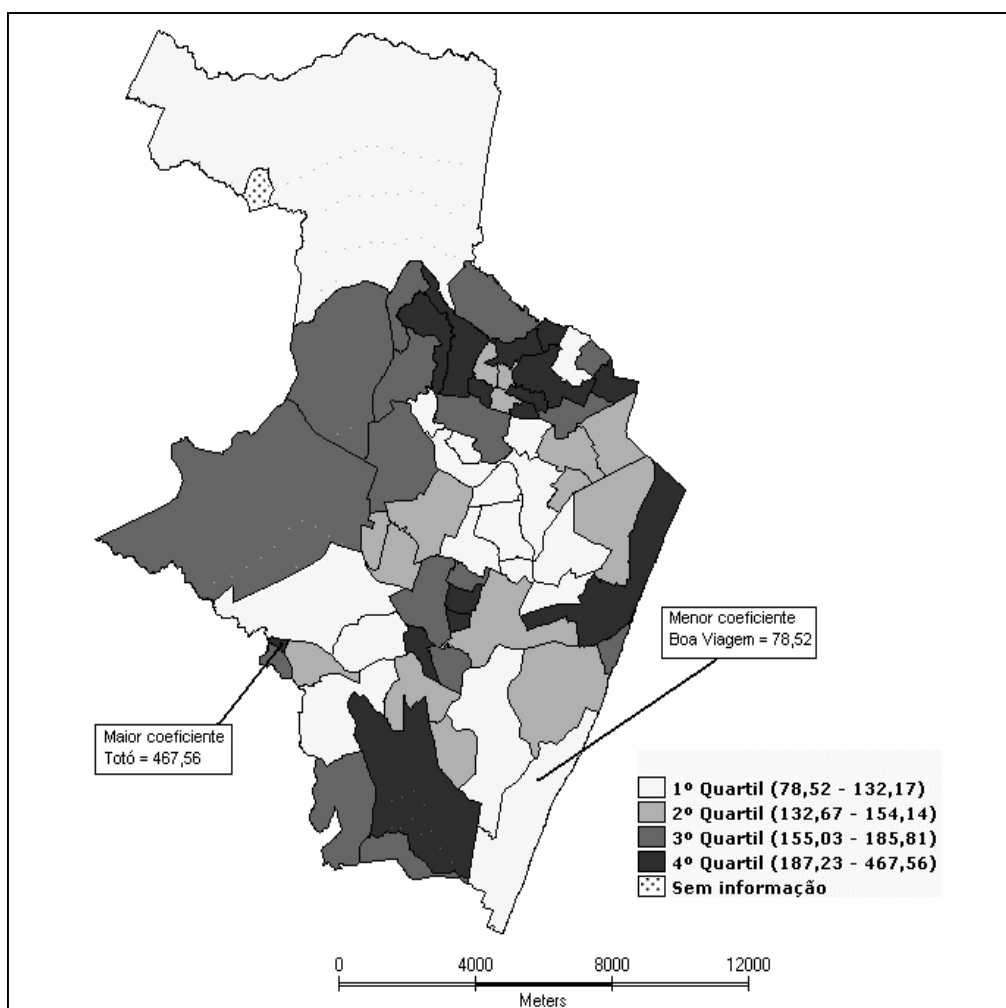 Menor coeficiente
Boa Viagem = 78,52
Maior coeficiente
Totó = 467,56
1º Quartil (78,52 - 132,17)
2º Quartil (132,67 - 154,14)
3º Quartil (155,03 - 185,81)
4º Quartil (187,23 - 467,56)
Sem informação
0 4000 8000 12000
Meters